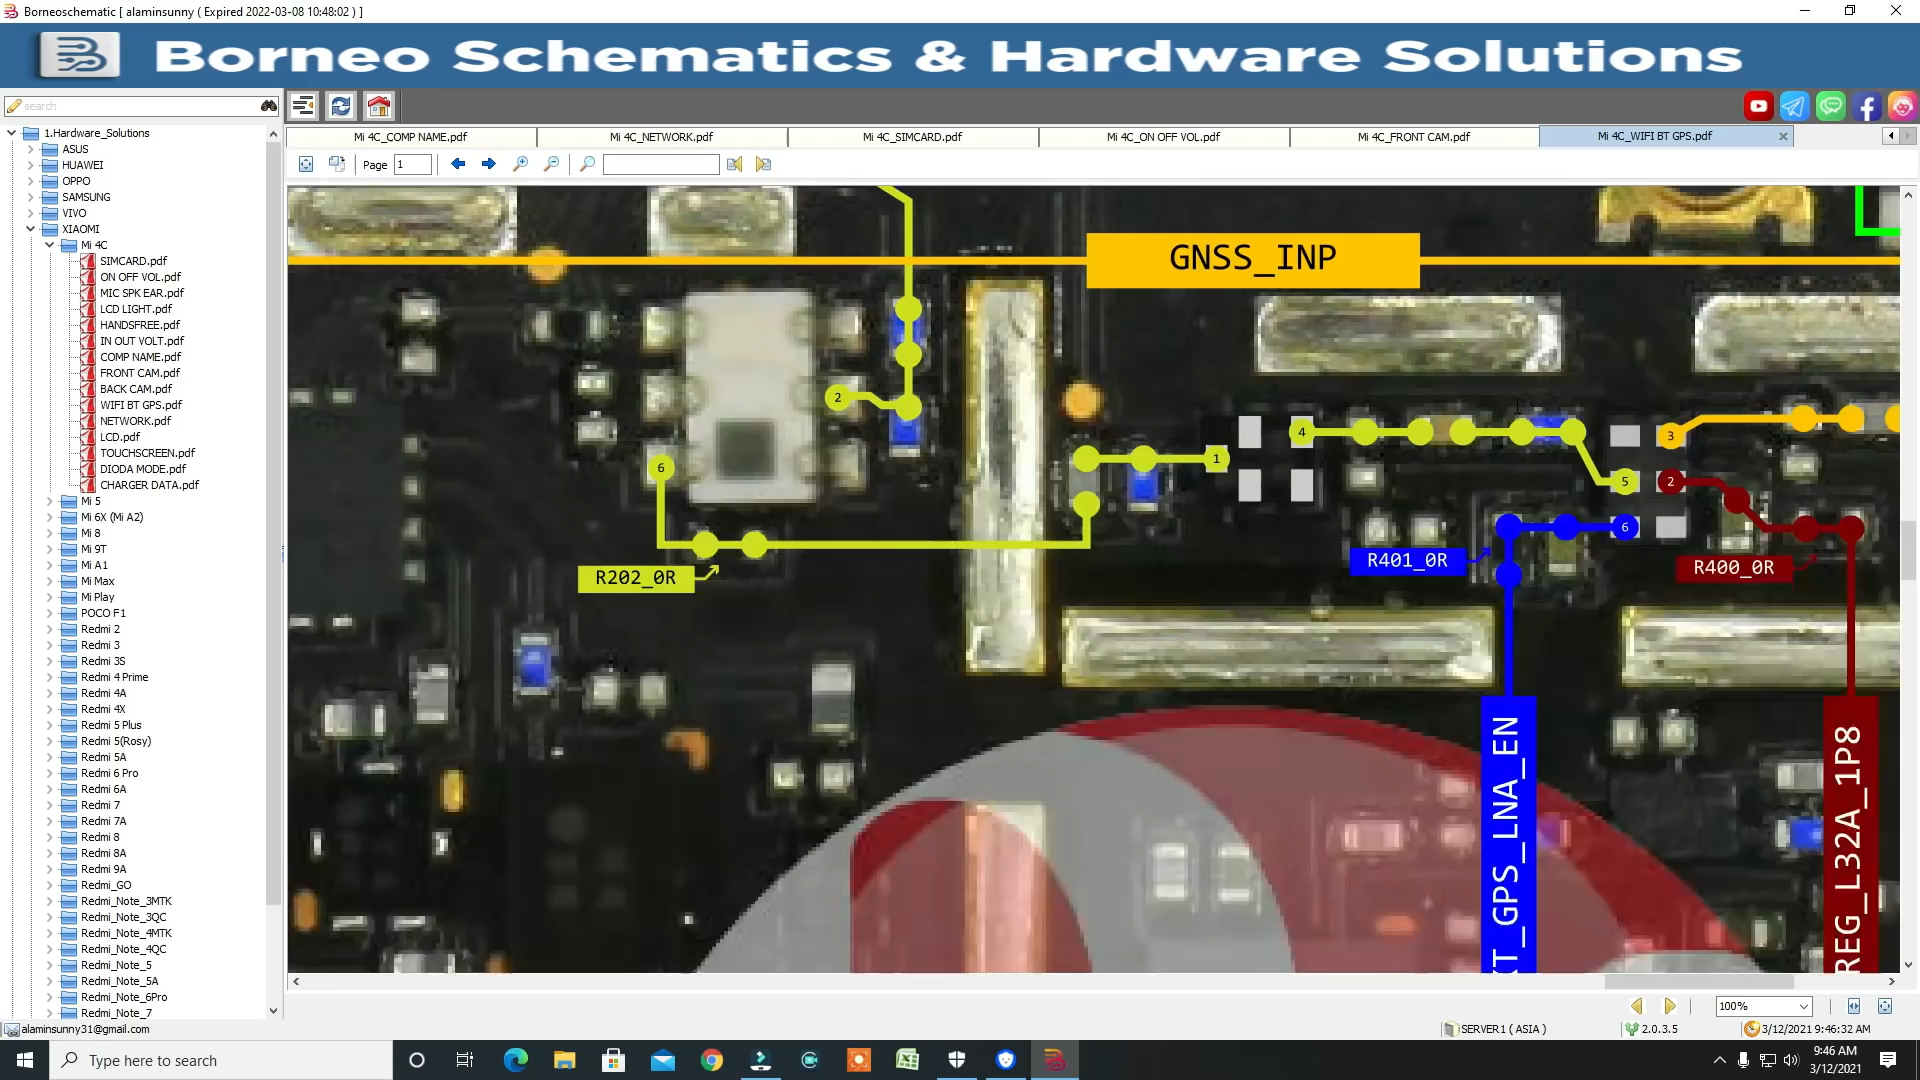 Borneoschematic [ alaminsunny ( Expired 2022-03-08 10:48:02 ) ]
Borneo Schematics & Hardware Solutions
search
Mi 4C_COMP NAME.pdf
Mi 4C_NETWORK.pdf
Mi 4C_SIMCARD.pdf
Mi 4C_ON OFF VOL.pdf
Mi 4C_FRONT CAM.pdf
Mi 4C_WIFI BT GPS.pdf
Page 1
1.Hardware_Solutions
ASUS
HUAWEI
OPPO
SAMSUNG
VIVO
XIAOMI
Mi 4C
SIMCARD.pdf
ON OFF VOL.pdf
MIC SPK EAR.pdf
LCD LIGHT.pdf
HANDSFREE.pdf
IN OUT VOLT.pdf
COMP NAME.pdf
FRONT CAM.pdf
BACK CAM.pdf
WIFI BT GPS.pdf
NETWORK.pdf
LCD.pdf
TOUCHSCREEN.pdf
DIODA MODE.pdf
CHARGER DATA.pdf
Mi 5
Mi 6X (Mi A2)
Mi 8
Mi 9T
Mi A1
Mi Max
Mi Play
POCO F1
Redmi 2
Redmi 3
Redmi 3S
Redmi 4 Prime
Redmi 4A
Redmi 4X
Redmi 5 Plus
Redmi 5(Rosy)
Redmi 5A
Redmi 6 Pro
Redmi 6A
Redmi 7
Redmi 7A
Redmi 8
Redmi 8A
Redmi 9A
Redmi_GO
Redmi_Note_3MTK
Redmi_Note_3QC
Redmi_Note_4MTK
Redmi_Note_4QC
Redmi_Note_5
Redmi_Note_5A
Redmi_Note_6Pro
Redmi_Note_7
GNSS_INP
2
6
1
4
3
5
2
6
R202_0R
R401_0R
R400_0R
XT_GPS_LNA_EN
REG_L32A_1P8
100%
alaminsunny31@gmail.com
SERVER1 ( ASIA )
2.0.3.5
3/12/2021 9:46:32 AM
Type here to search
9:46 AM
3/12/2021